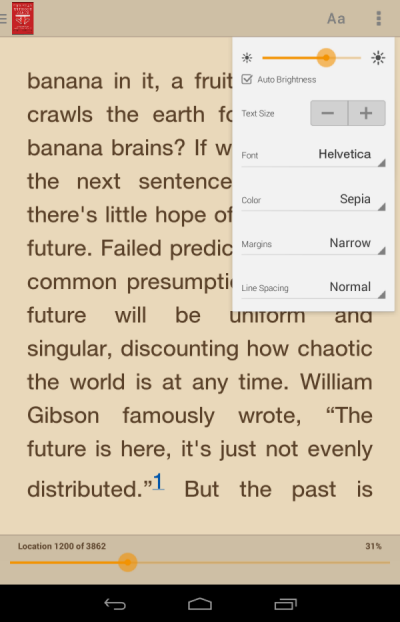 Aa
banana in it, a fruit
Auto Brightness
crawls the earth
Text Size
banana brains? If
Font Helvetica
the next sentence
Color Sepia
there's little hope of
future. Failed
Margins Narrow
common
Line Spacing Normal
future will be uniform and
singular, discounting how chaotic
the world is at any time. William
Gibson famously wrote, “The
future is here, it's just not evenly
distributed.”1 But the past is
Location 1200 of 3862 31%